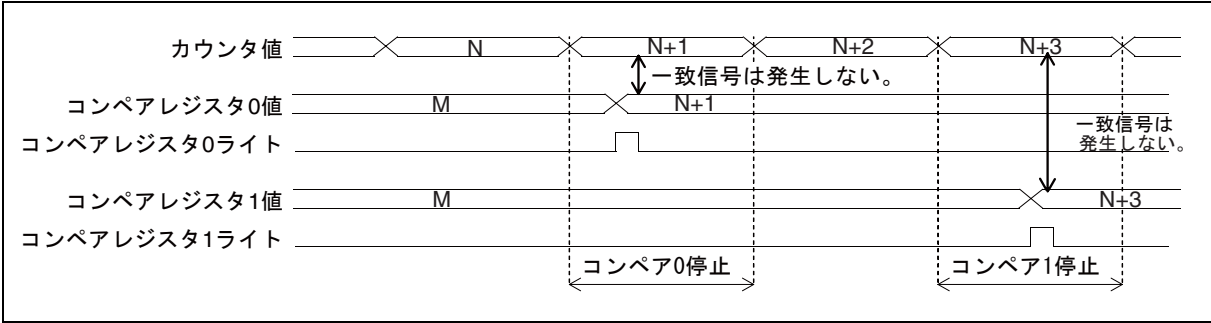 カウンタ値 N N+1 N+2 N+3
一致信号は発生しない。
コンペアレジスタ0値 M N+1
一致信号は
発生しない。
コンペアレジスタ0ライト
コンペアレジスタ1値 M N+3
コンペアレジスタ1ライト
コンペア0停止 コンペア1停止